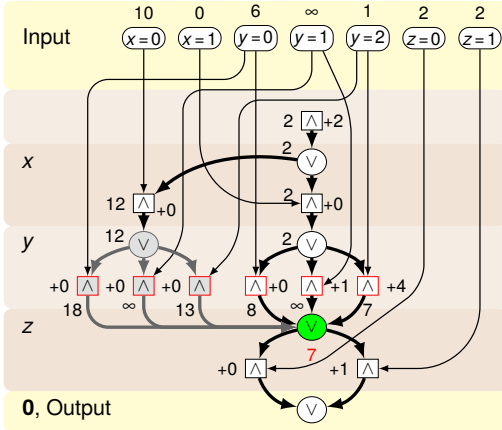 10 0 6 ∞ 1 2 2
Input x=0 x=1 y=0 y=1 y=2 z=0 z=1
2 ∧ +2
x 2 ∨
12 ∧ +0 2 ∧ +0
y 12 ∨ 2 ∨
+0 ∧ +0 ∧ +0 ∧ ∧ +0 ∧ +1 ∧ +4
18 ∞ 13 8 ∞ 7
z ∨
7
+0 ∧ +1 ∧
0, Output ∨